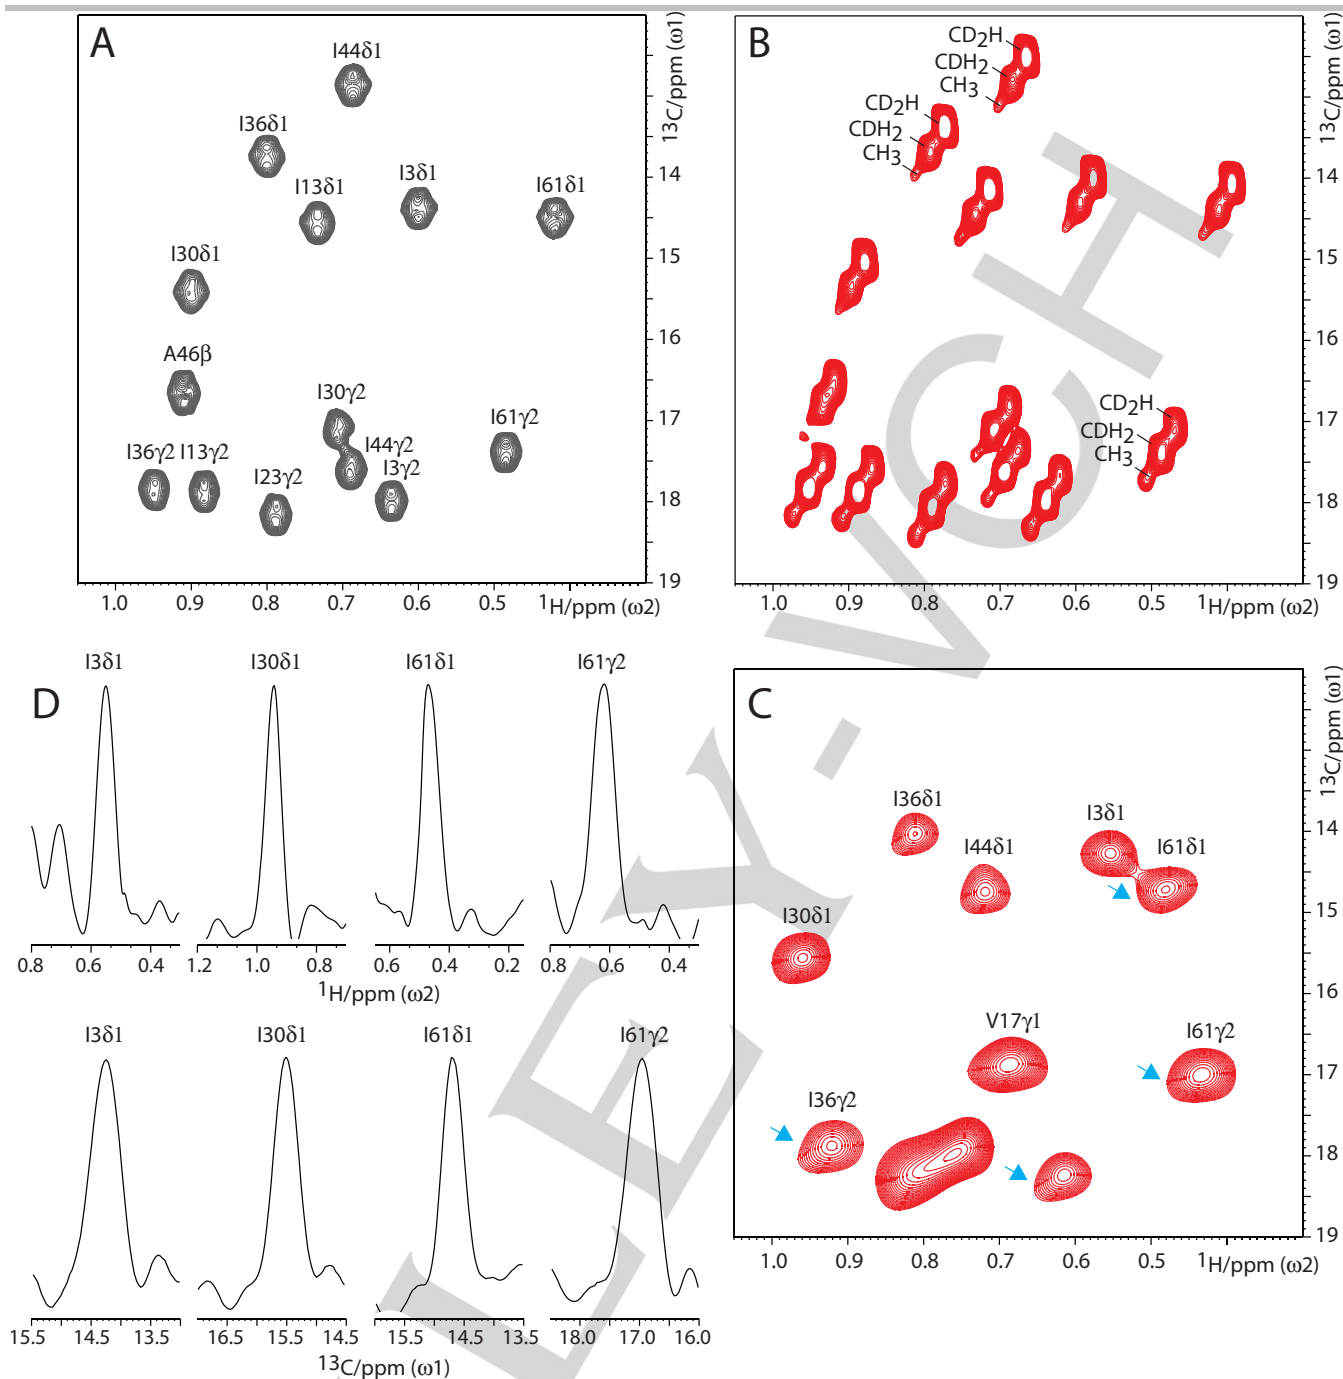 A
I44δ1
I36δ1
I13δ1
I3δ1
I61δ1
I30δ1
A46β
I30γ2
I44γ2
I61γ2
I36γ2 I13γ2
I23γ2
I3γ2
1.0 0.9 0.8 0.7 0.6 0.5
1H/ppm (ω2)
13C/ppm (ω1)
14
15
16
17
18
19
B
CD2H
CDH2
CH3
CD2H
CDH2
CH3
CD2H
CDH2
CH3
1.0 0.9 0.8 0.7 0.6 0.5
1H/ppm (ω2)
13C/ppm (ω1)
14
15
16
17
18
19
C
I36δ1
I44δ1
I3δ1
I61δ1
I30δ1
V17γ1
I61γ2
I36γ2
1.0 0.9 0.8 0.7 0.6 0.5
1H/ppm (ω2)
13C/ppm (ω1)
14
15
16
17
18
19
D
I3δ1 I30δ1 I61δ1 I61γ2
0.8 0.6 0.4 1.2 1.0 0.8 0.6 0.4 0.2 0.8 0.6 0.4
1H/ppm (ω2)
I3δ1 I30δ1 I61δ1 I61γ2
15.5 14.5 13.5 16.5 15.5 14.5 15.5 14.5 13.5 18.0 17.0 16.0
13C/ppm (ω1)
LEY-VCH